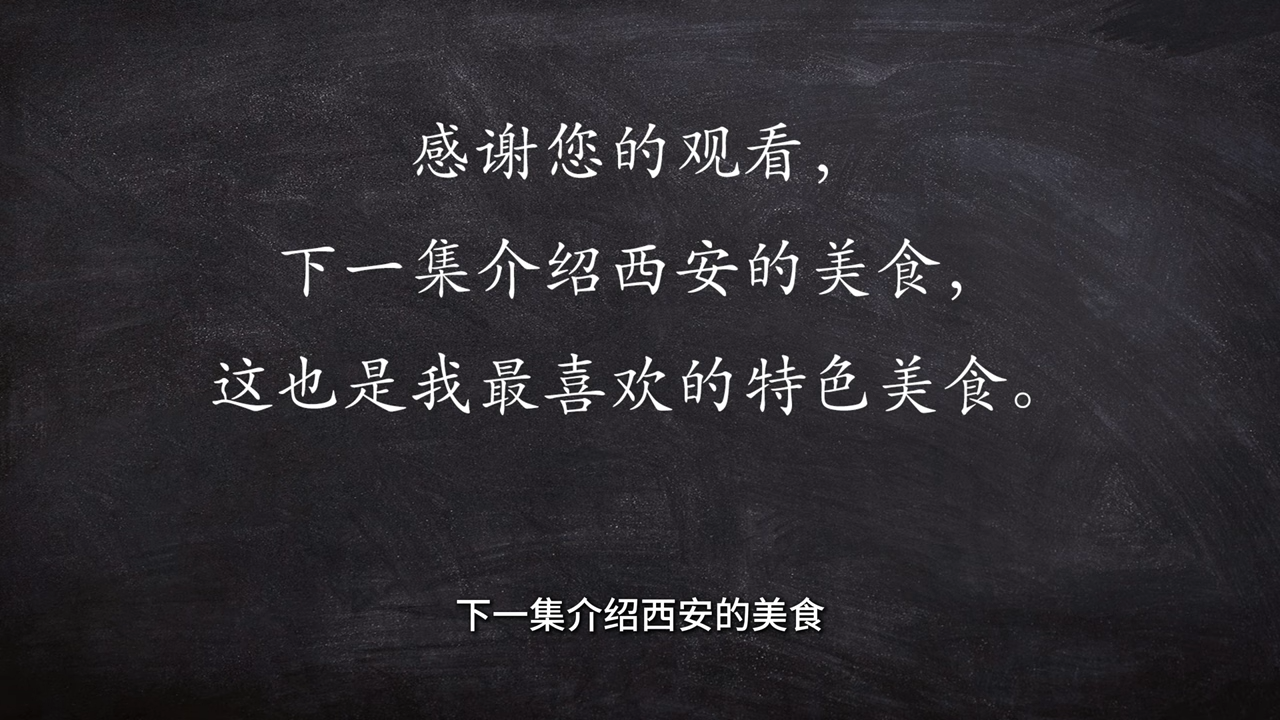 感谢您的观看，
下一集介绍西安的美食，
这也是我最喜欢的特色美食。
下一集介绍西安的美食